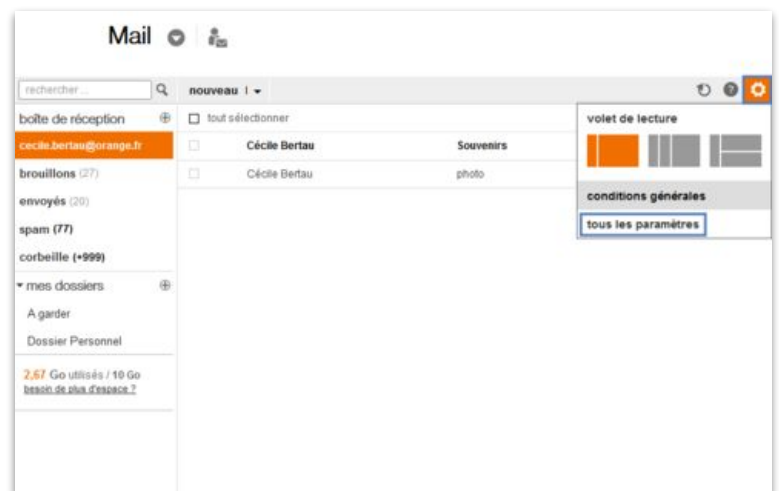 Mail
rechercher...
nouveau
boîte de réception
tout sélectionner
volet de lecture
cecile.bertau@orange.fr
Cécile Bertau Souvenirs
brouillons (27)
Cécile Bertau photo
envoyés (20)
conditions générales
spam (77)
tous les paramètres
corbeille (+999)
mes dossiers
A garder
Dossier Personnel
2,67 Go utilisés / 10 Go
besoin de plus d'espace ?